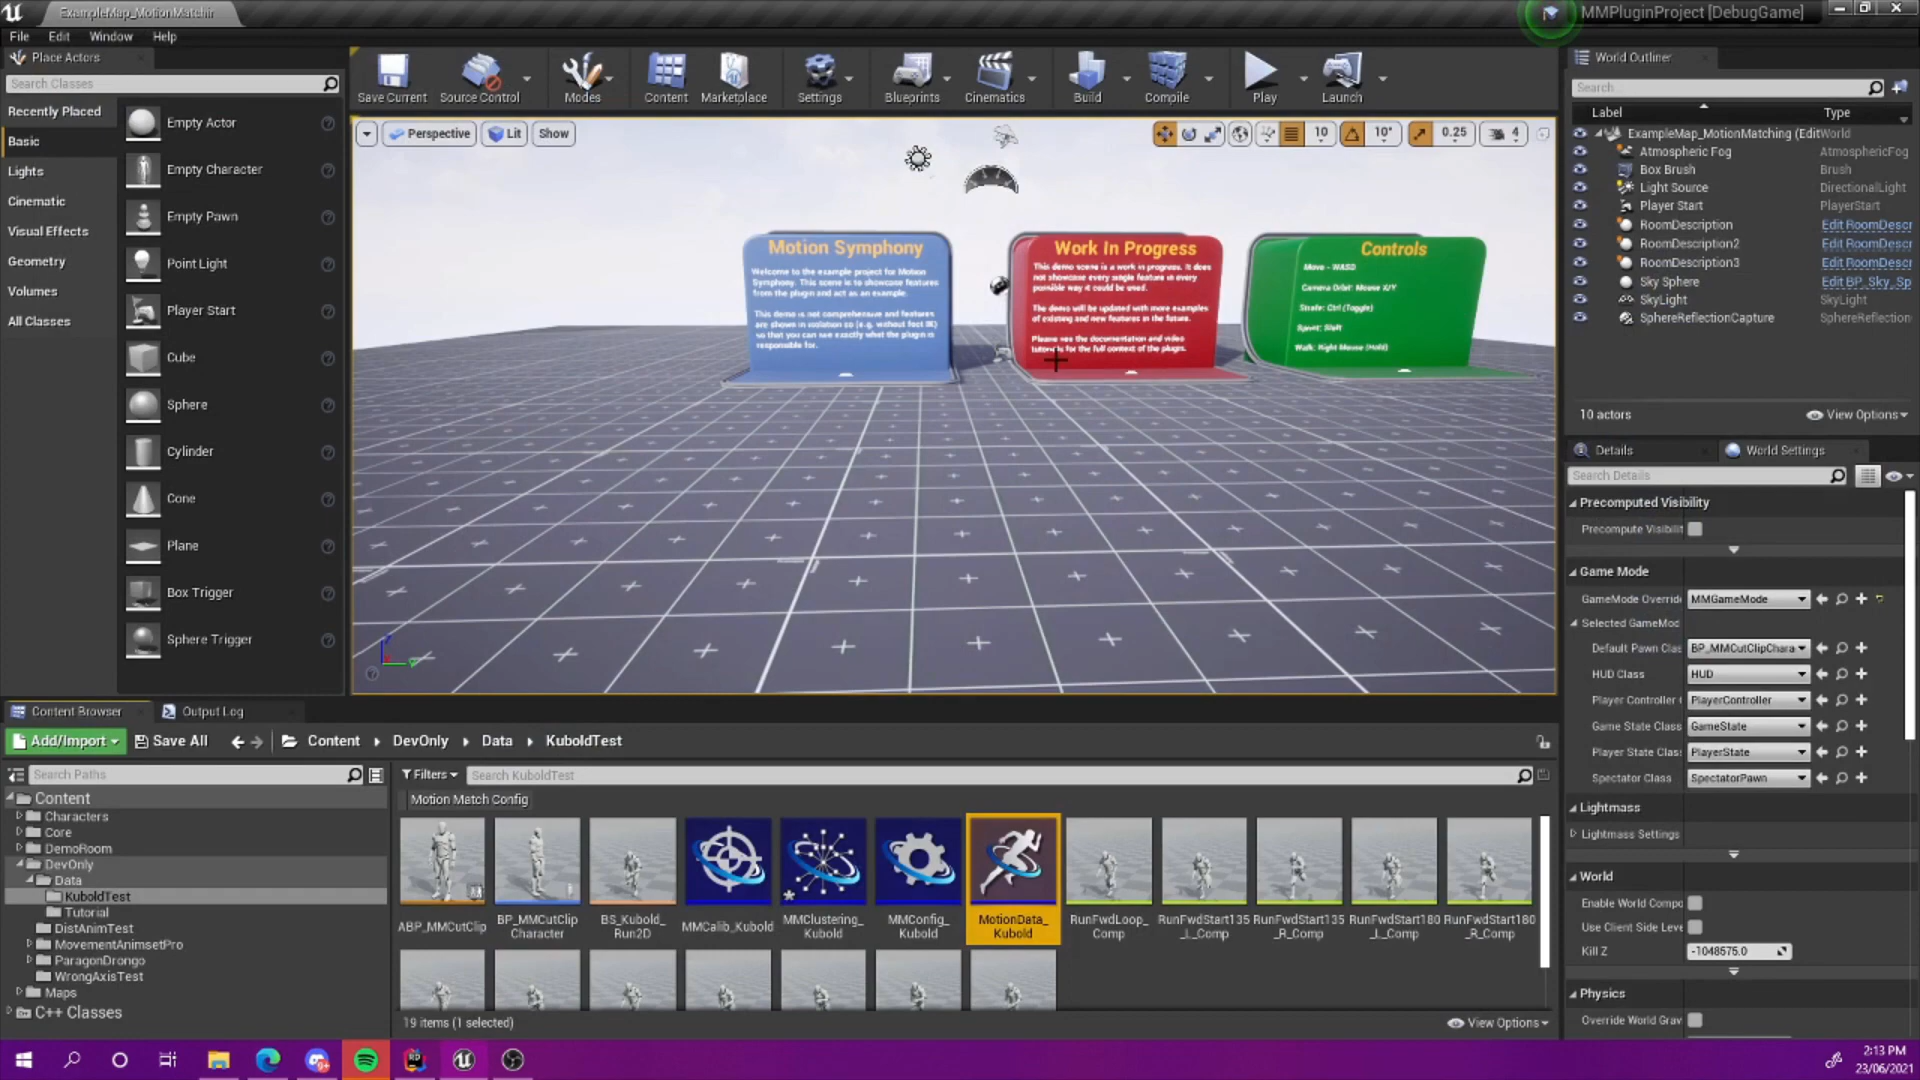 ExampleMap_MotionMatchin
MMPluginProject [DebugGame]
File Edit Window Help
Place Actors
Search Classes
Recently Placed
Basic
Lights
Cinematic
Visual Effects
Geometry
Volumes
All Classes
Empty Actor
Empty Character
Empty Pawn
Point Light
Player Start
Cube
Sphere
Cylinder
Cone
Plane
Box Trigger
Sphere Trigger
Save Current Source Control Modes Content Marketplace Settings Blueprints Cinematics Build Compile Play Launch
Perspective Lit Show
10 10° 0.25 4
Motion Symphony
Welcome to the example project for Motion
Symphony. This scene is to showcase features
from the plugin and act as an example.
This demo is not comprehensive and features
are shown in isolation so (e.g. without foot IK)
so that you can see exactly what the plugin is
responsible for.
Work In Progress
This demo scene is a work in progress. It does
not showcase every single feature in every
possible way it could be used.
The demo will be updated with more examples
of existing and new features in the future.
Please see the documentation and video
tutorials for the full context of the plugin.
Controls
Move - WASD
Camera Orbit: Mouse X/Y
Strafe: Ctrl (Toggle)
Sprint: Shift
Walk: Right Mouse (Hold)
World Outliner
Search...
Label Type
ExampleMap_MotionMatching (Edit World
Atmospheric Fog AtmosphericFog
Box Brush Brush
Light Source DirectionalLight
Player Start PlayerStart
RoomDescription Edit RoomDescr
RoomDescription2 Edit RoomDescr
RoomDescription3 Edit RoomDescr
Sky Sphere Edit BP_Sky_Sp
SkyLight SkyLight
SphereReflectionCapture SphereReflection
10 actors View Options
Details World Settings
Search Details
Precomputed Visibility
Precompute Visibilit
Game Mode
GameMode Overrid MMGameMode
Selected GameMod
Default Pawn Clas BP_MMCutClipChara
HUD Class HUD
Player Controller PlayerController
Game State Class GameState
Player State Clas PlayerState
Spectator Class SpectatorPawn
Lightmass
Lightmass Settings
World
Enable World Compo
Use Client Side Leve
Kill Z -1048575.0
Physics
Override World Grav
Content Browser Output Log
Add/Import Save All Content DevOnly Data KuboldTest
Search Paths
Filters Search KuboldTest
Motion Match Config
Content
Characters
Core
DemoRoom
DevOnly
Data
KuboldTest
Tutorial
DistAnimTest
MovementAnimsetPro
ParagonDrongo
WrongAxisTest
Maps
C++ Classes
ABP_MMCutClip
BP_MMCutClip
Character
BS_Kubold_
Run2D
MMCalib_Kubold
MMClustering_
Kubold
MMConfig_
Kubold
MotionData_
Kubold
RunFwdLoop_
Comp
RunFwdStart135
_L_Comp
RunFwdStart135
_R_Comp
RunFwdStart180
_L_Comp
RunFwdStart180
_R_Comp
19 items (1 selected)
View Options
2:13 PM
23/06/2021